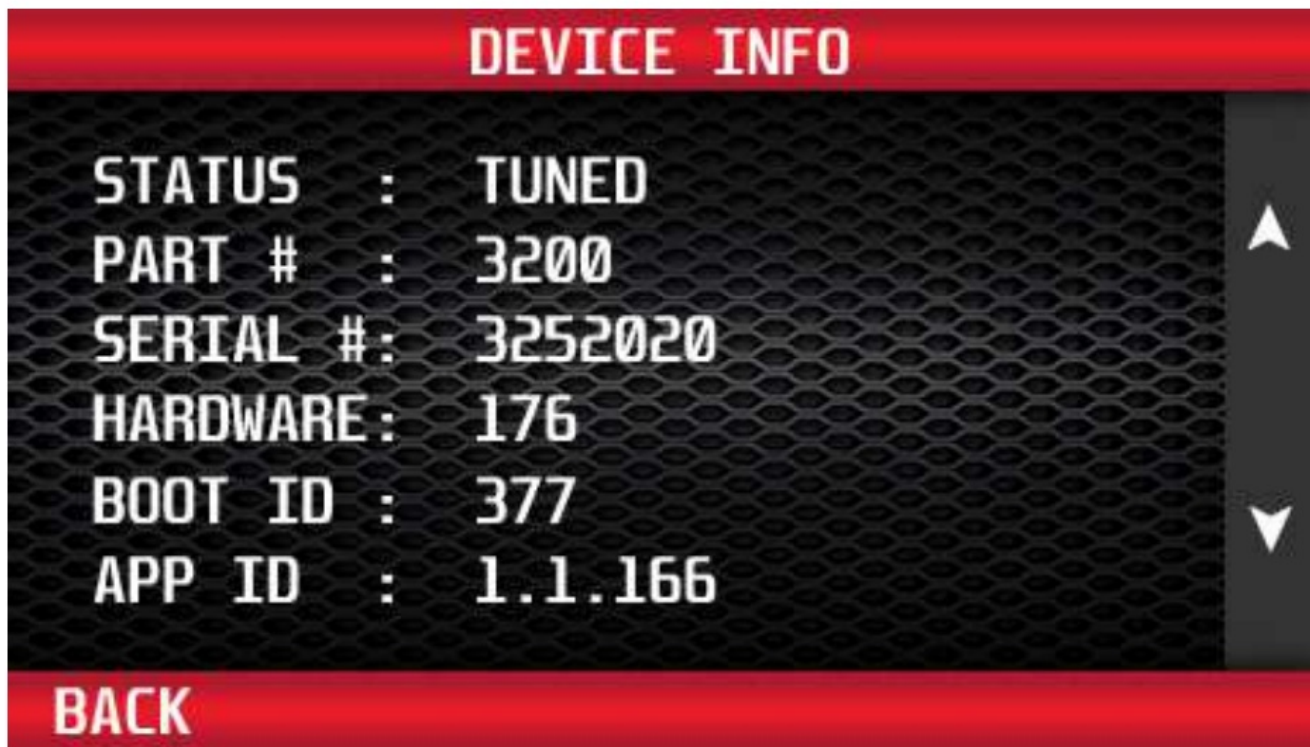 DEVICE INFO
STATUS : TUNED
PART # : 3200
SERIAL #: 3252020
HARDWARE: 176
BOOT ID : 377
APP ID : 1.1.166
BACK